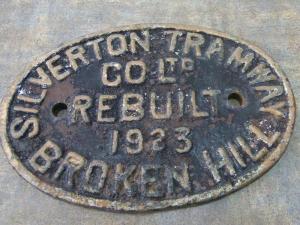 SILVERTON TRAMWAY
CO LTD
REBUILT
1923
BROKEN HILL